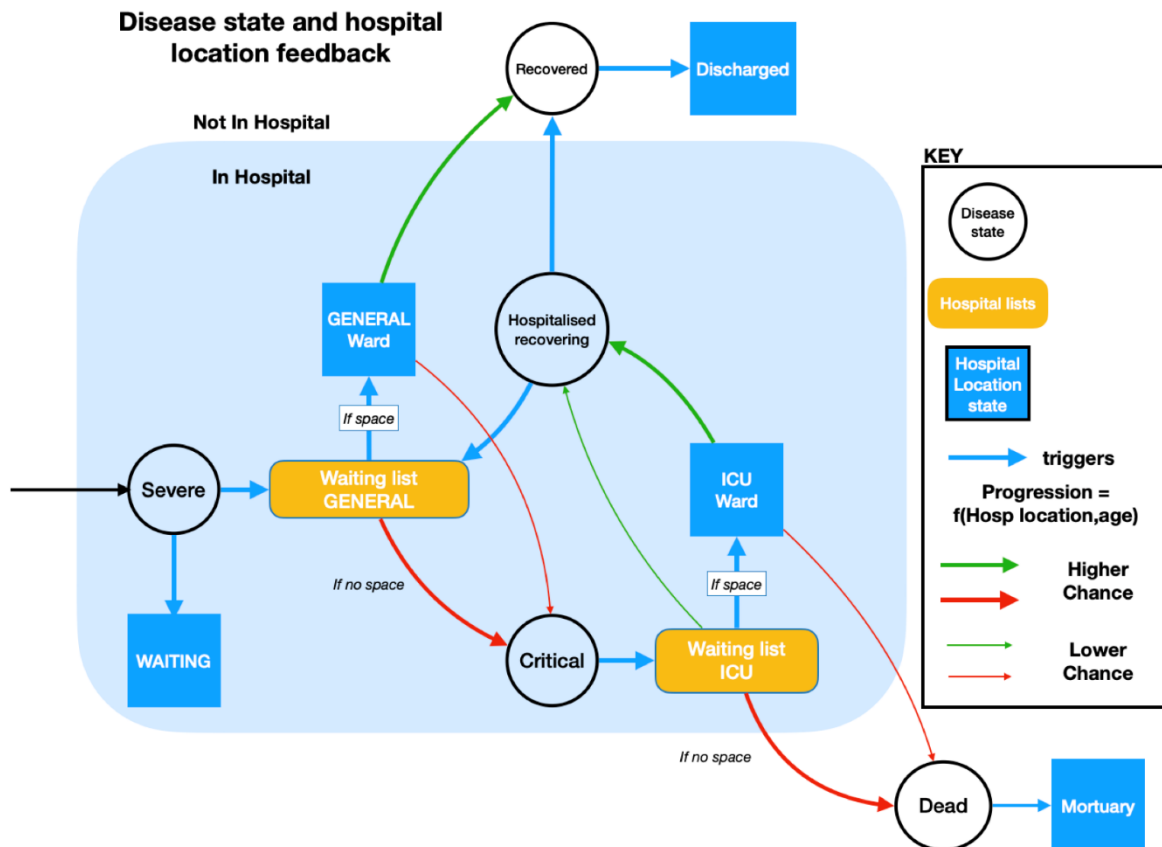 Disease state and hospital
location feedback
Recovered
Discharged
Not In Hospital
In Hospital
KEY
Disease
state
Hospital lists
Hospital
Location
state
triggers
Progression =
f(Hosp location,age)
Higher
Chance
Lower
Chance
GENERAL
Ward
Hospitalised
recovering
If space
Severe
Waiting list
GENERAL
ICU
Ward
If space
If no space
WAITING
Critical
Waiting list
ICU
If no space
Dead
Mortuary